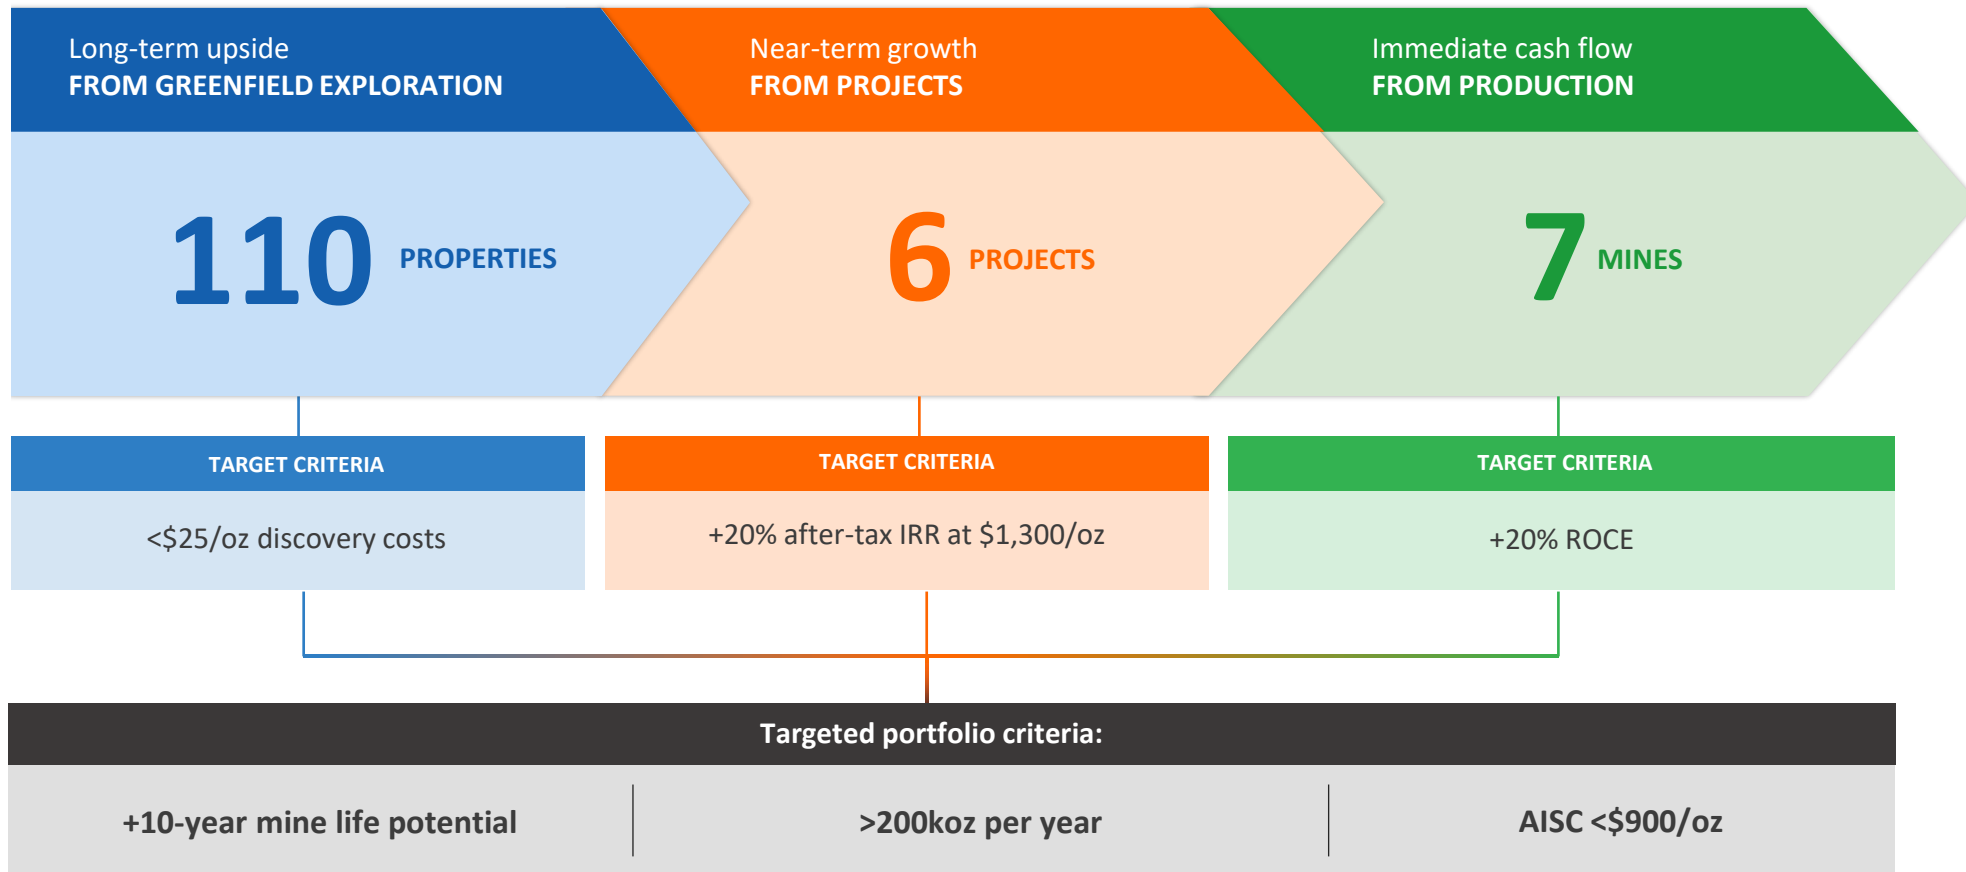 Long-term upside
FROM GREENFIELD EXPLORATION
Near-term growth
FROM PROJECTS
Immediate cash flow
FROM PRODUCTION
110 PROPERTIES
6 PROJECTS
7 MINES
TARGET CRITERIA
<$25/oz discovery costs
TARGET CRITERIA
+20% after-tax IRR at $1,300/oz
TARGET CRITERIA
+20% ROCE
Targeted portfolio criteria:
+10-year mine life potential
>200koz per year
AISC <$900/oz